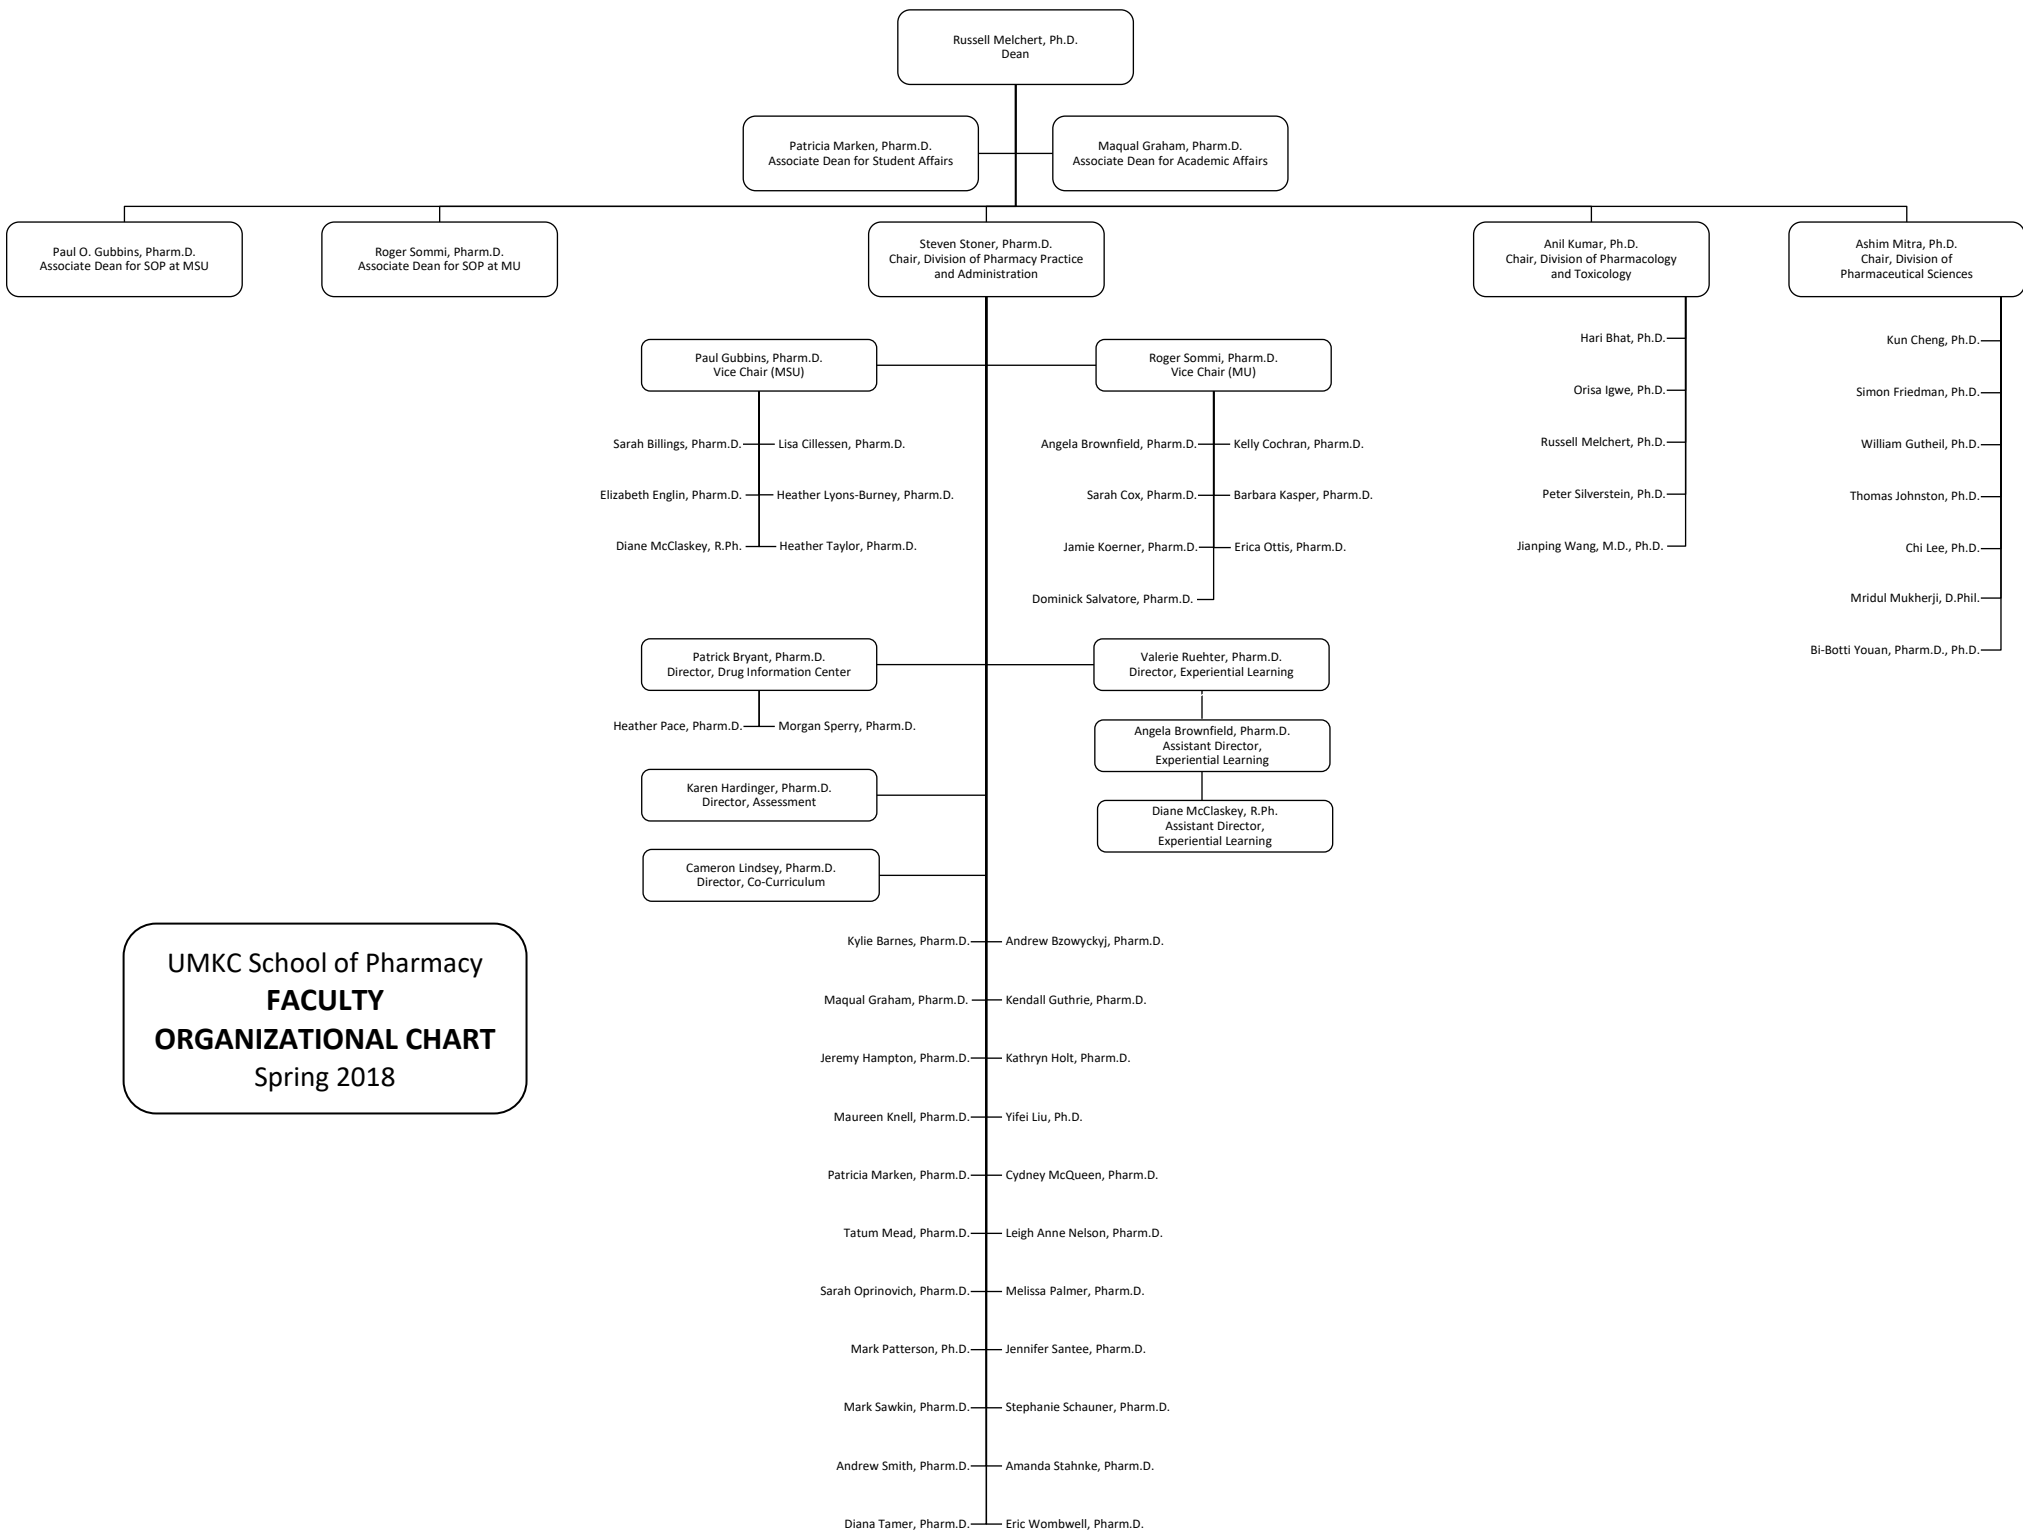 Russell Melchert, Ph.D.
Dean
Patricia Marken, Pharm.D.
Associate Dean for Student Affairs
Maqual Graham, Pharm.D.
Associate Dean for Academic Affairs
Paul O. Gubbins, Pharm.D.
Associate Dean for SOP at MSU
Roger Sommi, Pharm.D.
Associate Dean for SOP at MU
Steven Stoner, Pharm.D.
Chair, Division of Pharmacy Practice
and Administration
Anil Kumar, Ph.D.
Chair, Division of Pharmacology
and Toxicology
Ashim Mitra, Ph.D.
Chair, Division of
Pharmaceutical Sciences
Paul Gubbins, Pharm.D.
Vice Chair (MSU)
Sarah Billings, Pharm.D.
Lisa Cillessen, Pharm.D.
Elizabeth Englin, Pharm.D.
Heather Lyons-Burney, Pharm.D.
Diane McClaskey, R.Ph.
Heather Taylor, Pharm.D.
Roger Sommi, Pharm.D.
Vice Chair (MU)
Angela Brownfield, Pharm.D.
Kelly Cochran, Pharm.D.
Sarah Cox, Pharm.D.
Barbara Kasper, Pharm.D.
Jamie Koerner, Pharm.D.
Erica Ottis, Pharm.D.
Dominick Salvatore, Pharm.D.
Hari Bhat, Ph.D.
Orisa Igwe, Ph.D.
Russell Melchert, Ph.D.
Peter Silverstein, Ph.D.
Jianping Wang, M.D., Ph.D.
Kun Cheng, Ph.D.
Simon Friedman, Ph.D.
William Gutheil, Ph.D.
Thomas Johnston, Ph.D.
Chi Lee, Ph.D.
Mridul Mukherji, D.Phil.
Bi-Botti Youan, Pharm.D., Ph.D.
Patrick Bryant, Pharm.D.
Director, Drug Information Center
Heather Pace, Pharm.D.
Morgan Sperry, Pharm.D.
Valerie Ruehter, Pharm.D.
Director, Experiential Learning
Angela Brownfield, Pharm.D.
Assistant Director,
Experiential Learning
Diane McClaskey, R.Ph.
Assistant Director,
Experiential Learning
Karen Hardinger, Pharm.D.
Director, Assessment
Cameron Lindsey, Pharm.D.
Director, Co-Curriculum
Kylie Barnes, Pharm.D.
Andrew Bzowyckyj, Pharm.D.
Maqual Graham, Pharm.D.
Kendall Guthrie, Pharm.D.
Jeremy Hampton, Pharm.D.
Kathryn Holt, Pharm.D.
Maureen Knell, Pharm.D.
Yifei Liu, Ph.D.
Patricia Marken, Pharm.D.
Cydney McQueen, Pharm.D.
Tatum Mead, Pharm.D.
Leigh Anne Nelson, Pharm.D.
Sarah Oprinovich, Pharm.D.
Melissa Palmer, Pharm.D.
Mark Patterson, Ph.D.
Jennifer Santee, Pharm.D.
Mark Sawkin, Pharm.D.
Stephanie Schauner, Pharm.D.
Andrew Smith, Pharm.D.
Amanda Stahnke, Pharm.D.
Diana Tamer, Pharm.D.
Eric Wombwell, Pharm.D.
UMKC School of Pharmacy
FACULTY
ORGANIZATIONAL CHART
Spring 2018